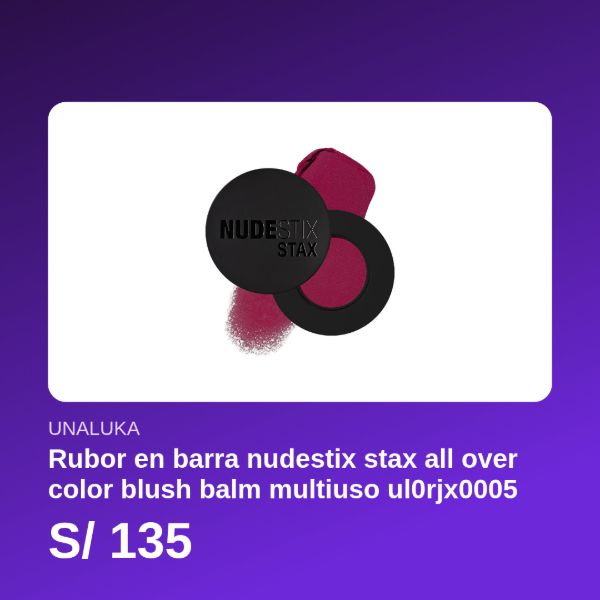 NUDESTIX
STAX
UNALUKA
Rubor en barra nudestix stax all over
color blush balm multiuso ul0rjx0005
S/ 135